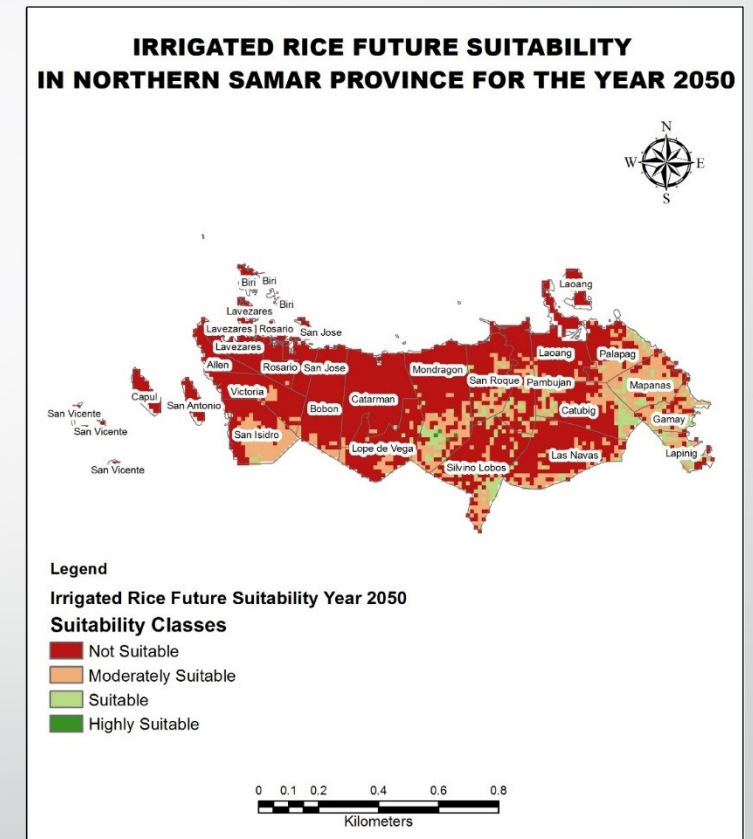 IRRIGATED RICE FUTURE SUITABILITY
IN NORTHERN SAMAR PROVINCE FOR THE YEAR 2050
N
W E
S
Biri Biri
Laoang
Biri
Lavezares
Lavezares Rosario San Jose
Lavezares
Laoang Palapag
Allen Rosario San Jose Mondragon
San Roque Pambujan Mapanas
Victoria
Capul Catarman
San Antonio Bobon Catubig
San Vicente Gamay
San Vicente
San Isidro
Lope de Vega Las Navas Lapinig
San Vicente Silvino Lobos
Legend
Irrigated Rice Future Suitability Year 2050
Suitability Classes
Not Suitable
Moderately Suitable
Suitable
Highly Suitable
0 0.1 0.2 0.4 0.6 0.8
Kilometers